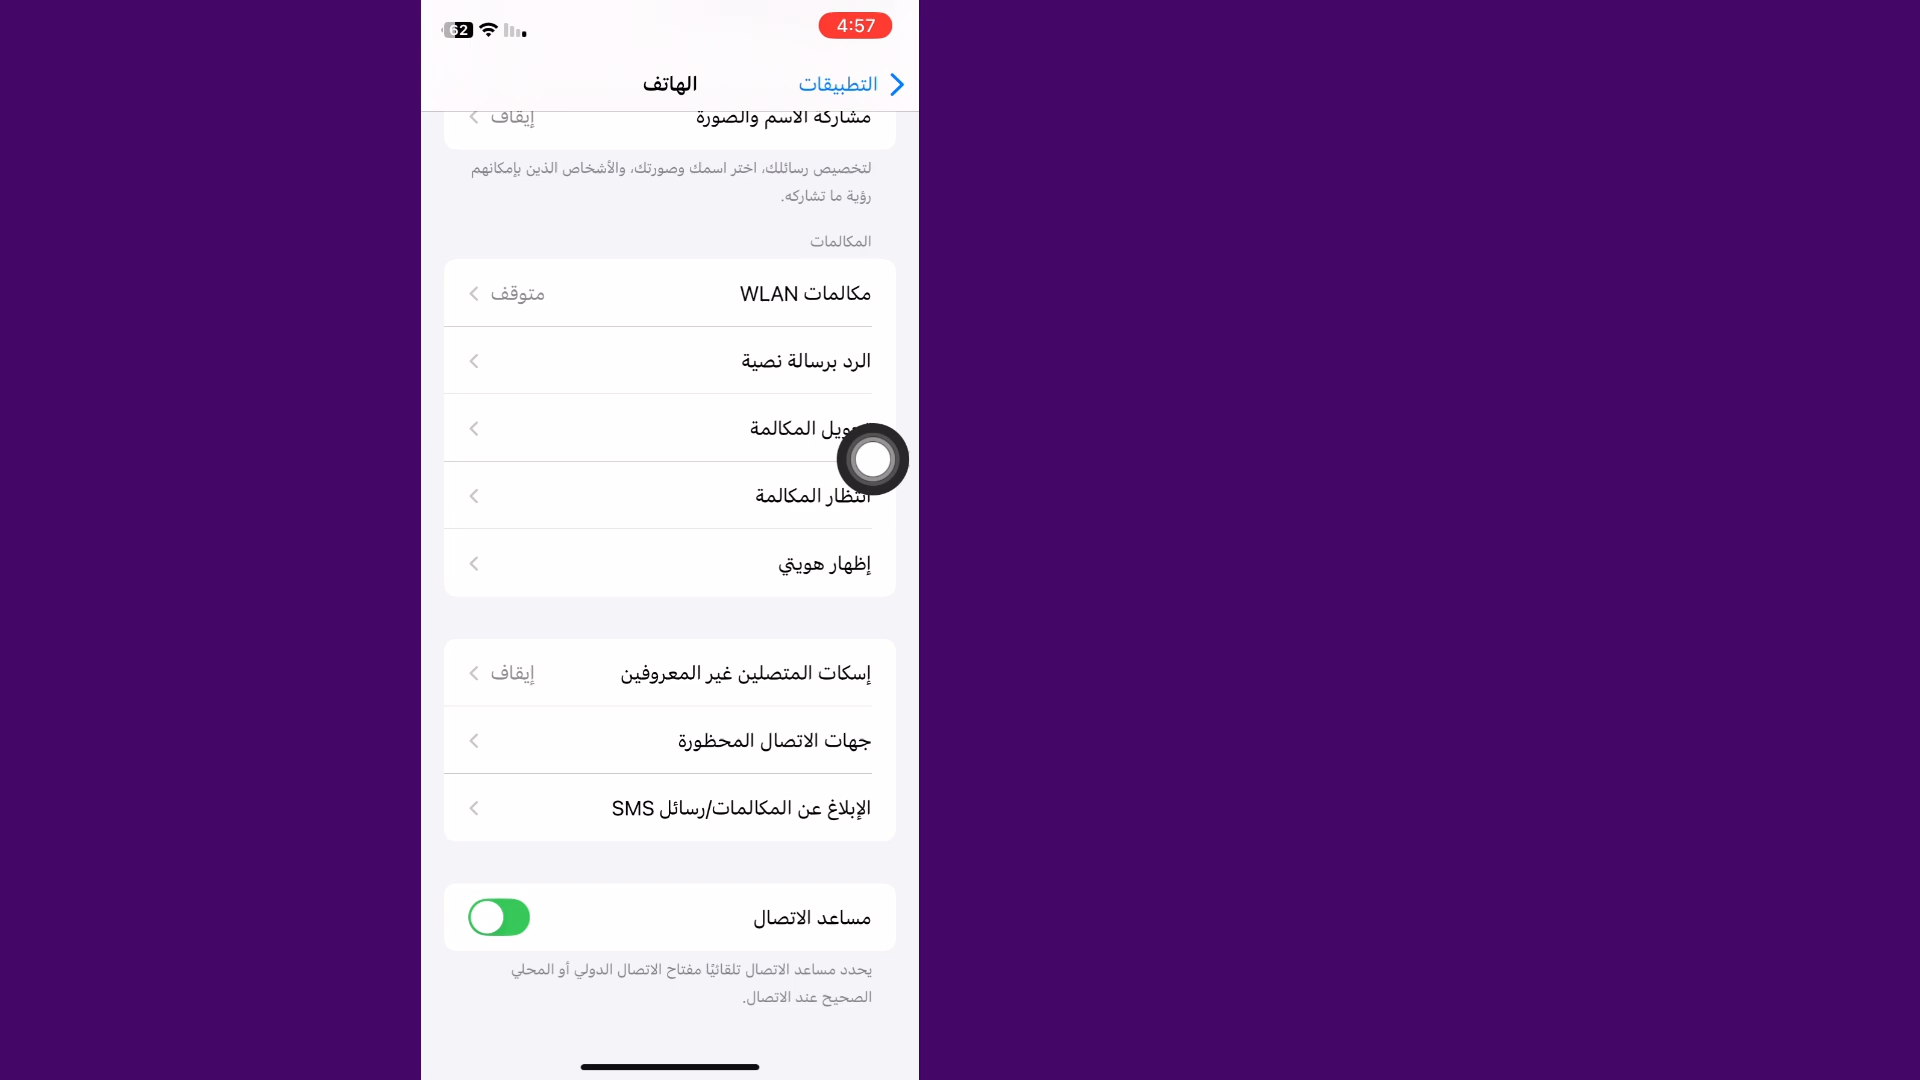 4:57
62
التطبيقات
الهاتف
مشاركة الاسم والصورة إيقاف
لتخصيص رسائلك، اختر اسمك وصورتك، والأشخاص الذين بإمكانهم
رؤية ما تشاركه.
المكالمات
مكالمات WLAN متوقف
الرد برسالة نصية
المكالمة
انتظار المكالمة
إظهار هويتي
إسكات المتصلين غير المعروفين إيقاف
جهات الاتصال المحظورة
الإبلاغ عن المكالمات/رسائل SMS
مساعد الاتصال
يحدد مساعد الاتصال تلقائيًا مفتاح الاتصال الدولي أو المحلي
الصحيح عند الاتصال.